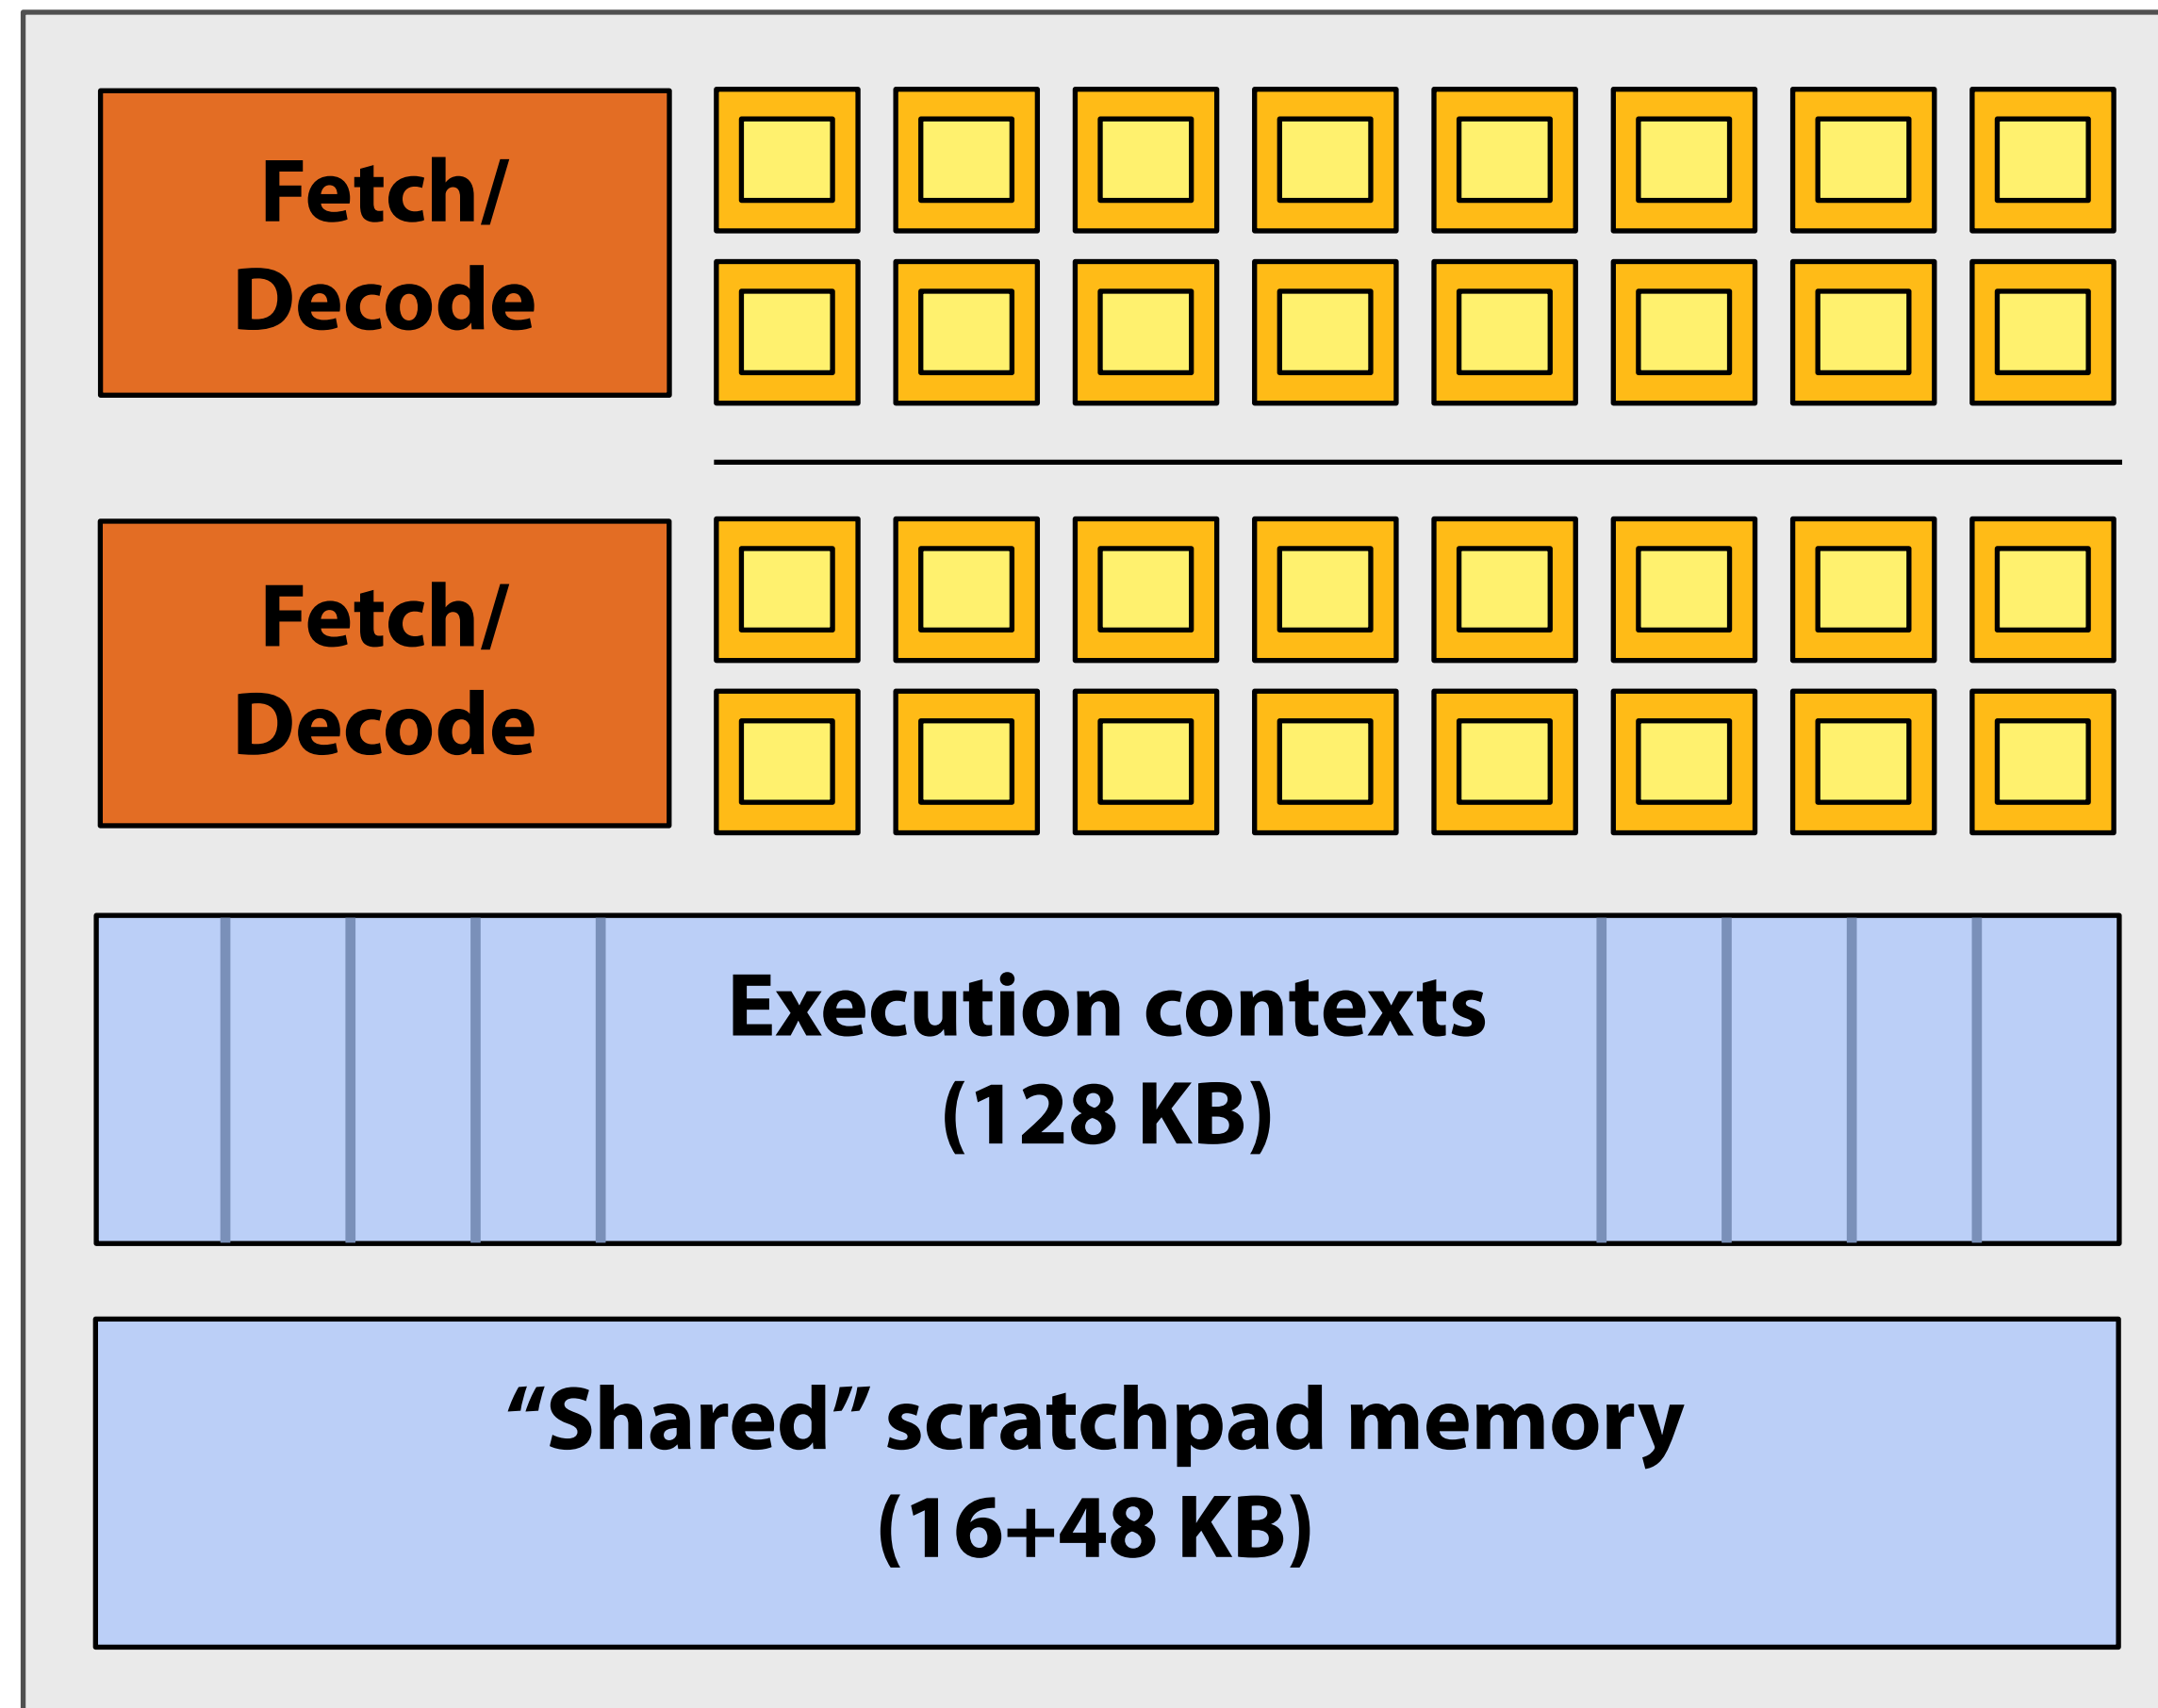 Fetch/
Decode
Fetch/
Decode
Execution contexts
(128 KB)
“Shared” scratchpad memory
(16+48 KB)